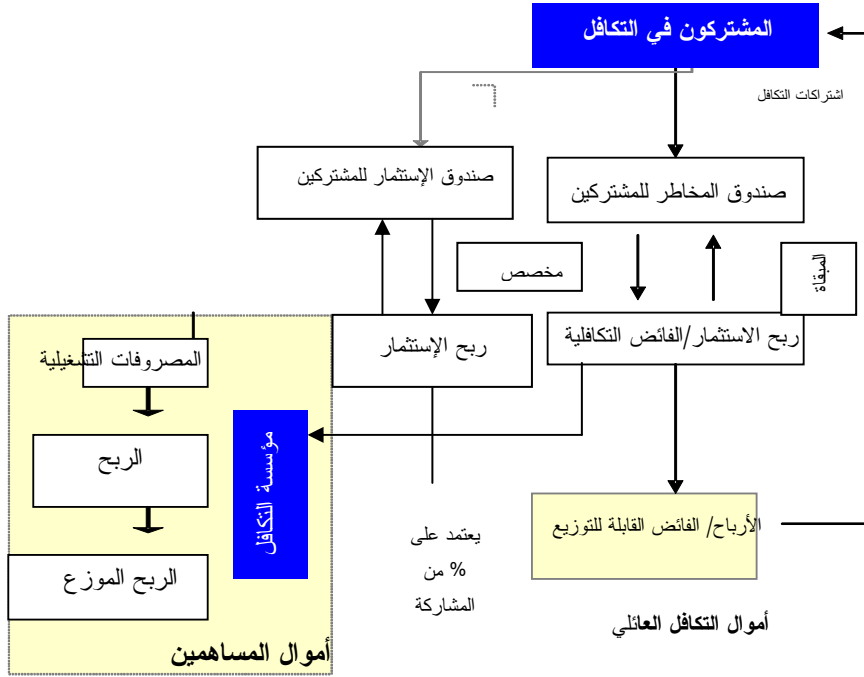 المشتركون في التكافل
اشتراكات التكافل
صندوق الإستثمار للمشتركين
صندوق المخاطر للمشتركين
مخصص
المبقاة
ربح الإستثمار
ربح الاستثمار/الفائض التكافلية
المصروفات التشغيلية
الربح
الربح الموزع
مؤسسة التكافل
أموال المساهمين
يعتمد على
% من
المشاركة
الأرباح/ الفائض القابلة للتوزيع
أموال التكافل العائلي